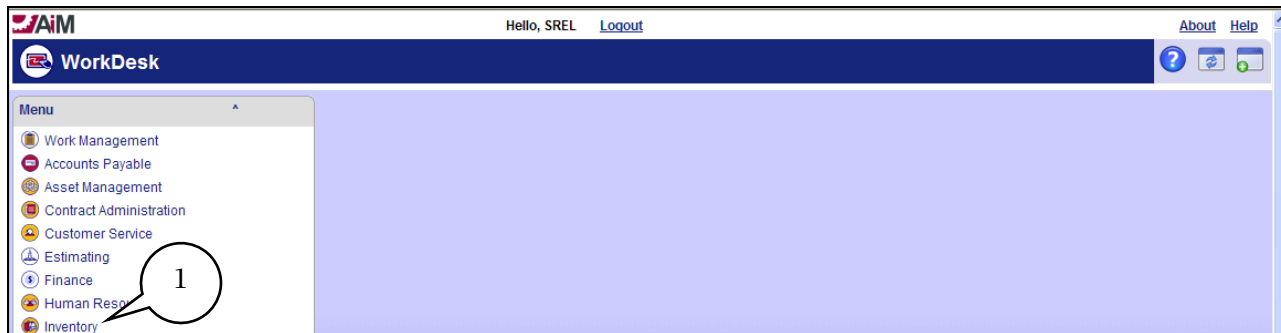 AiM Hello, SREL Logout About Help
WorkDesk
Menu
Work Management
Accounts Payable
Asset Management
Contract Administration
Customer Service
Estimating
Finance
1
Human
Inventory